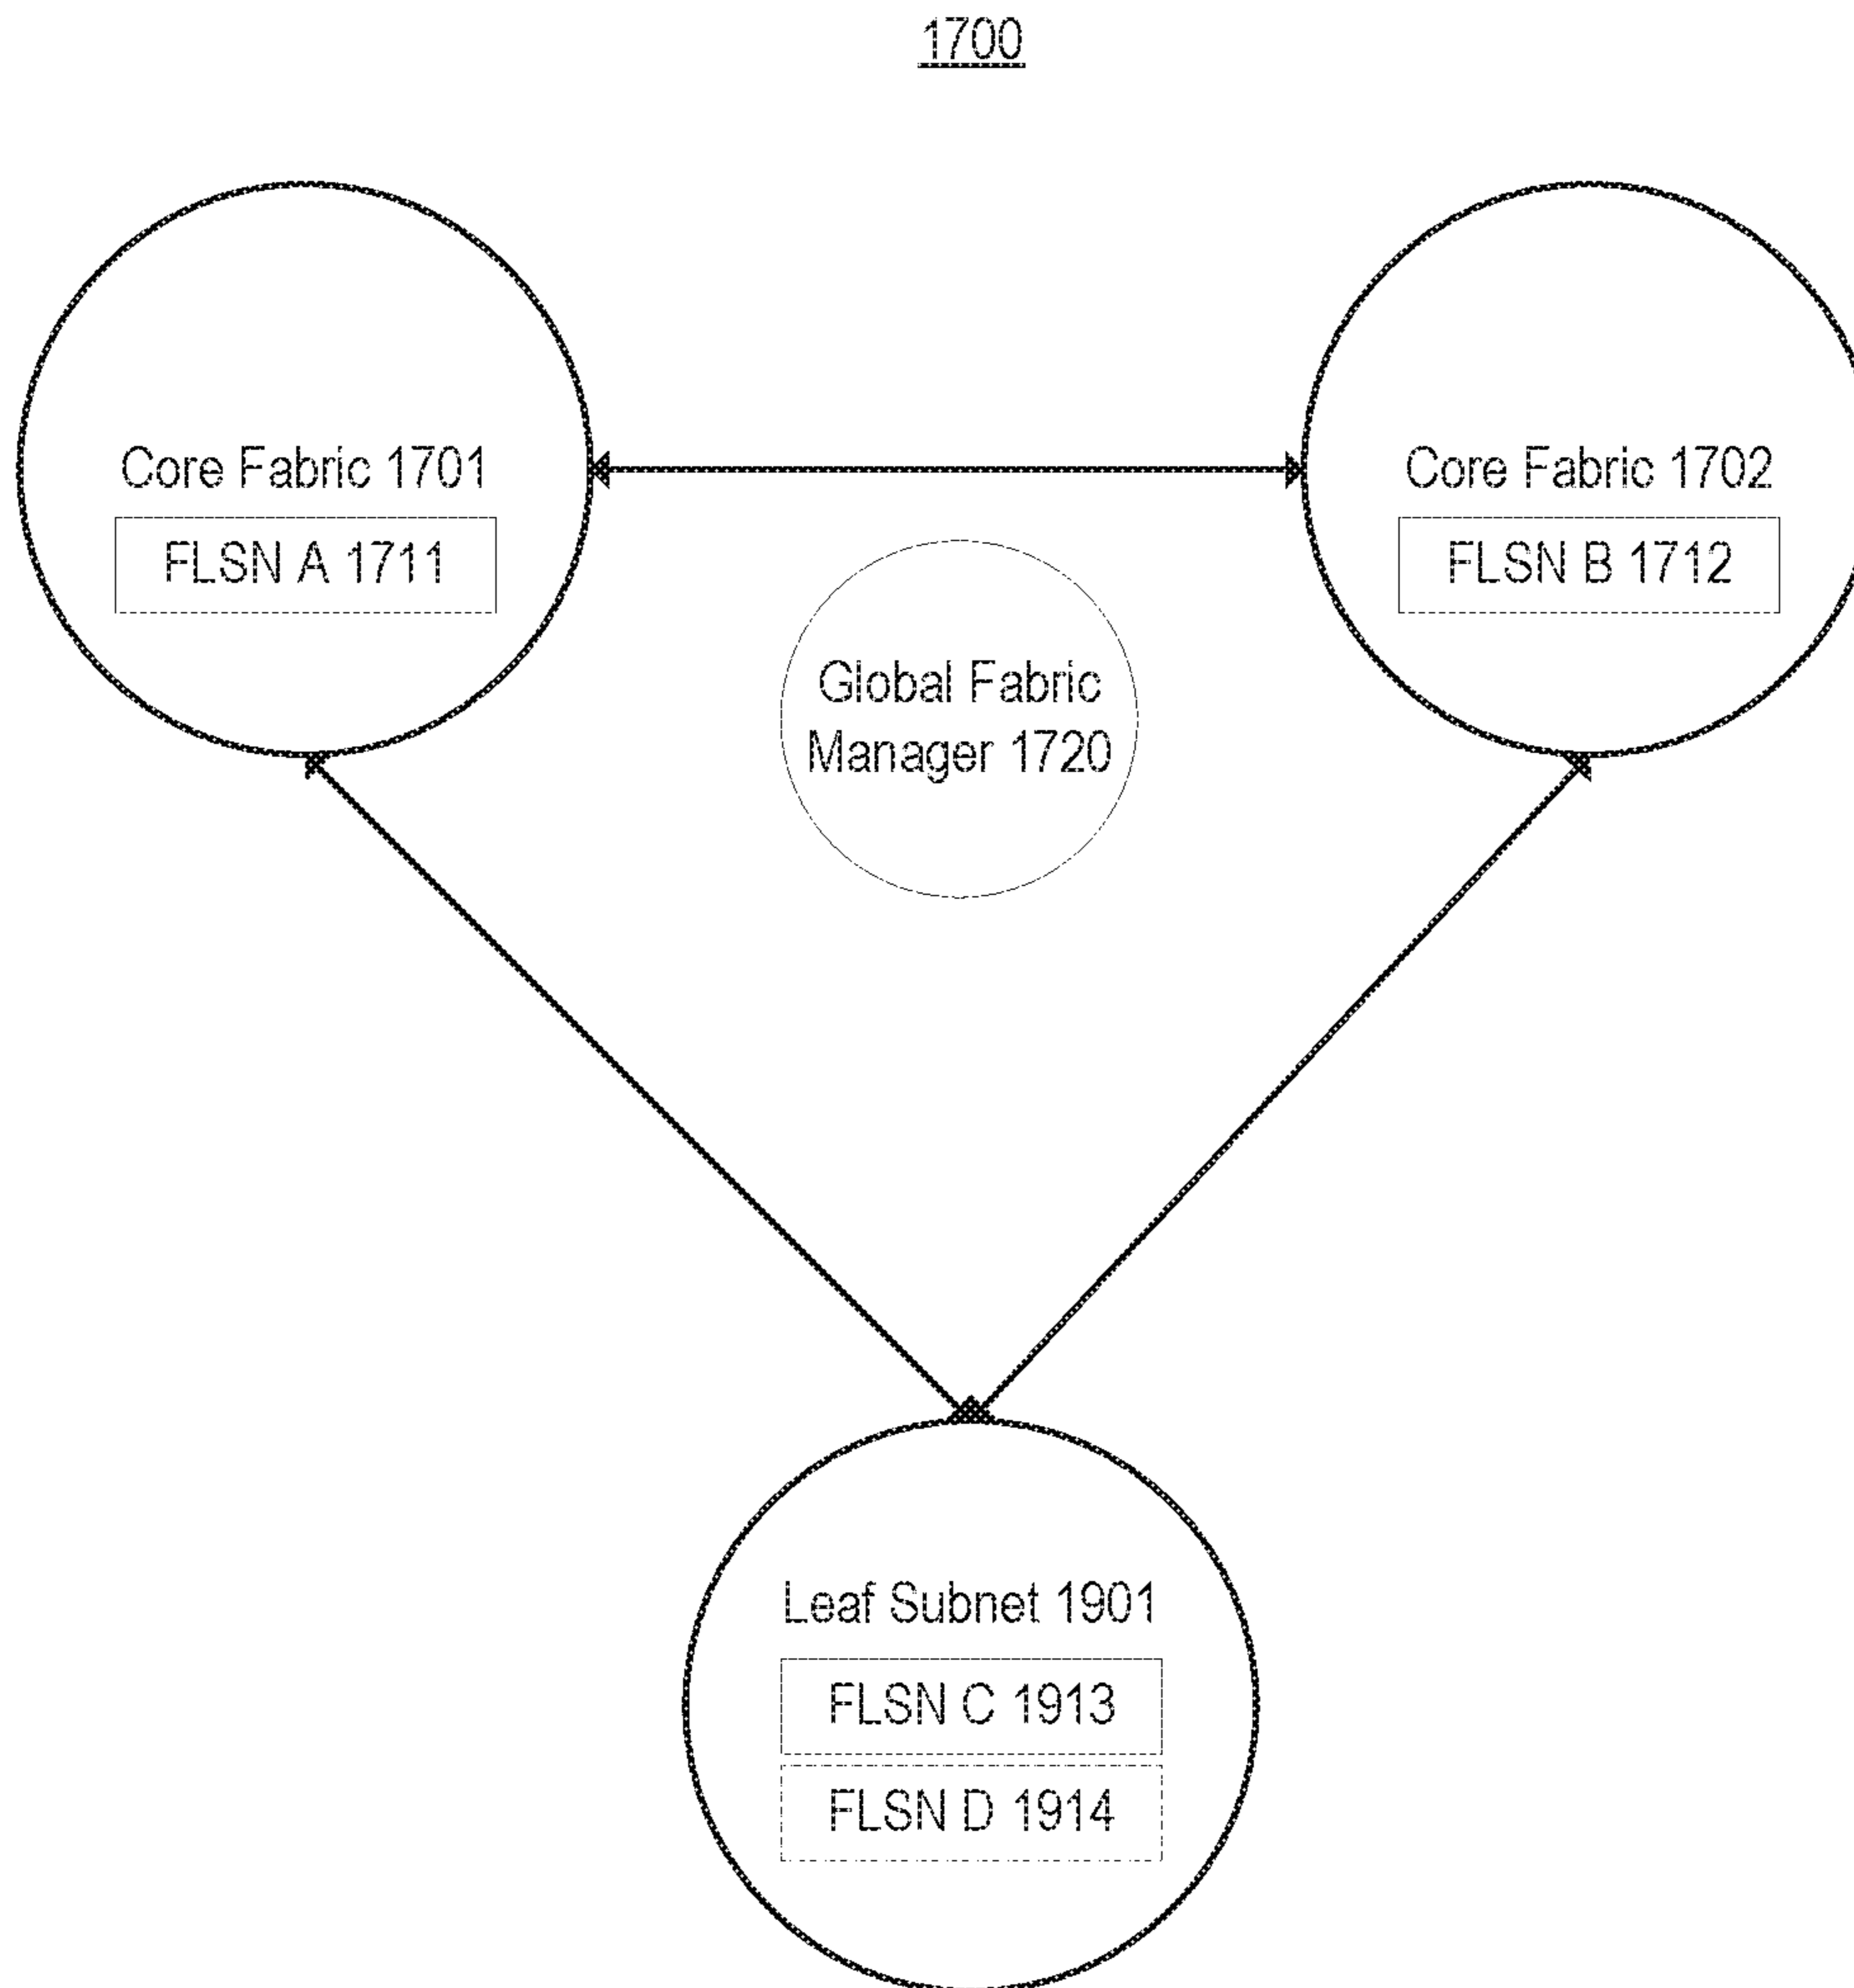 1700
Core Fabric 1701
FLSN A 1711
Core Fabric 1702
FLSN B 1712
Global Fabric
Manager 1720
Leaf Subnet 1901
FLSN C 1913
FLSN D 1914